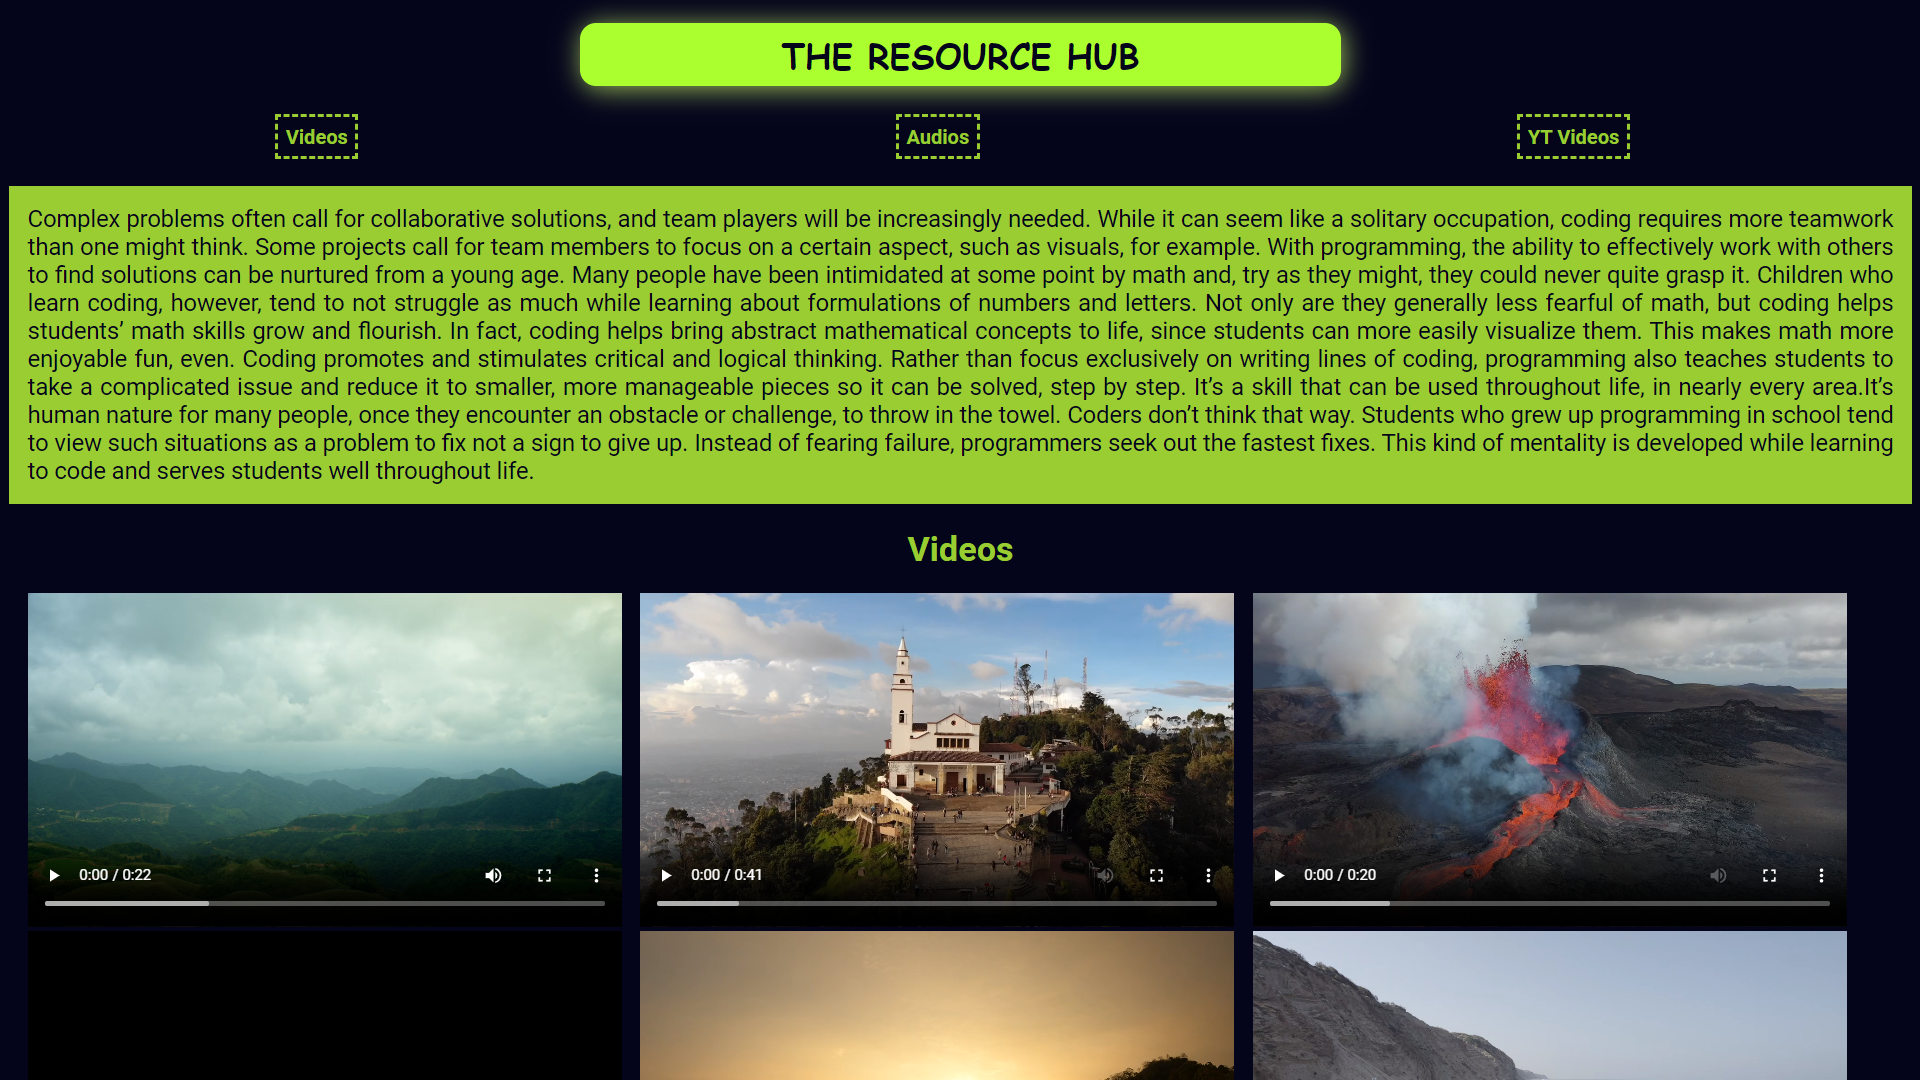 THE RESOURCE HUB
Videos
Audios
YT Videos
Complex problems often call for collaborative solutions, and team players will be increasingly needed. While it can seem like a solitary occupation, coding requires more teamwork
than one might think. Some projects call for team members to focus on a certain aspect, such as visuals, for example. With programming, the ability to effectively work with others
to find solutions can be nurtured from a young age. Many people have been intimidated at some point by math and, try as they might, they could never quite grasp it. Children who
learn coding, however, tend to not struggle as much while learning about formulations of numbers and letters. Not only are they generally less fearful of math, but coding helps
students’ math skills grow and flourish. In fact, coding helps bring abstract mathematical concepts to life, since students can more easily visualize them. This makes math more
enjoyable fun, even. Coding promotes and stimulates critical and logical thinking. Rather than focus exclusively on writing lines of coding, programming also teaches students to
take a complicated issue and reduce it to smaller, more manageable pieces so it can be solved, step by step. It’s a skill that can be used throughout life, in nearly every area.It’s
human nature for many people, once they encounter an obstacle or challenge, to throw in the towel. Coders don’t think that way. Students who grew up programming in school tend
to view such situations as a problem to fix not a sign to give up. Instead of fearing failure, programmers seek out the fastest fixes. This kind of mentality is developed while learning
to code and serves students well throughout life.
Videos
0:00 / 0:22
0:00 / 0:41
0:00 / 0:20